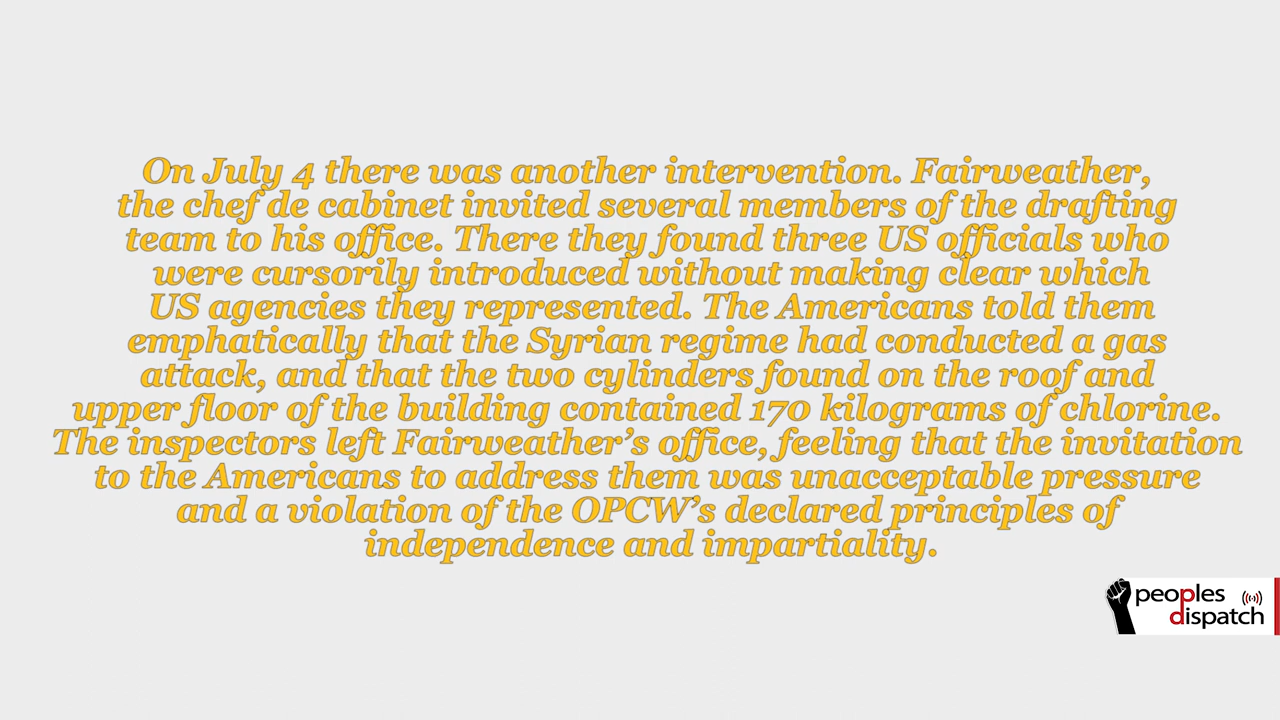 On July 4 there was another intervention. Fairweather,
the chef de cabinet invited several members of the drafting
team to his office. There they found three US officials who
were cursorily introduced without making clear which
US agencies they represented. The Americans told them
emphatically that the Syrian regime had conducted a gas
attack, and that the two cylinders found on the roof and
upper floor of the building contained 170 kilograms of chlorine.
The inspectors left Fairweather’s office, feeling that the invitation
to the Americans to address them was unacceptable pressure
and a violation of the OPCW’s declared principles of
independence and impartiality.
peoples
dispatch